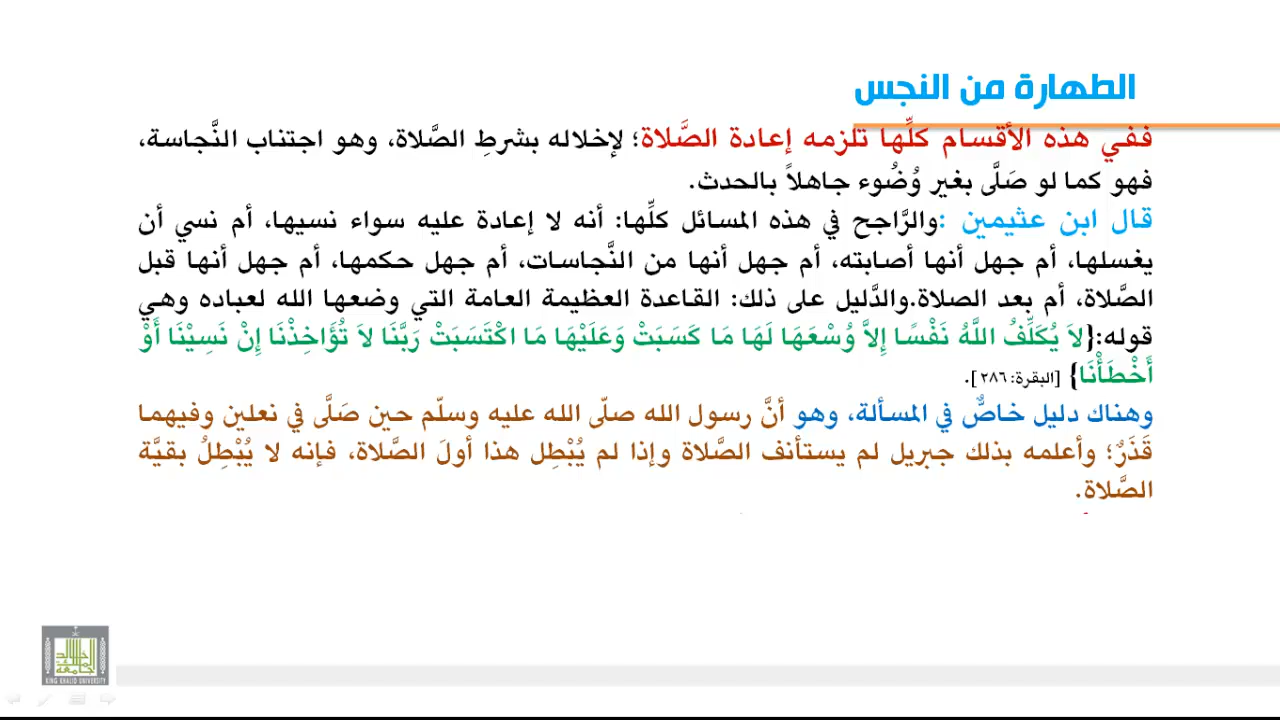 الطهارة من النجس
ففي هذه الأقسام كلِّها تلزمه إعادة الصَّلاة؛ لإخلاله بشرطِ الصَّلاة، وهو اجتناب النَّجاسة،
فهو كما لو صَلَّى بغير وُضُوء جاهلاً بالحدث.
قال ابن عثيمين :والرَّاجح في هذه المسائل كلِّها: أنه لا إعادة عليه سواء نسيها، أم نسي أن
يغسلها، أم جهل أنها أصابته، أم جهل أنها من النَّجاسات، أم جهل حكمها، أم جهل أنها قبل
الصَّلاة، أم بعد الصلاة.والدَّليل على ذلك: القاعدة العظيمة العامة التي وضعها الله لعباده وهي
قوله:{لاَ يُكَلِّفُ اللَّهُ نَفْسًا إِلاَّ وُسْعَهَا لَهَا مَا كَسَبَتْ وَعَلَيْهَا مَا اكْتَسَبَتْ رَبَّنَا لاَ تُؤَاخِذْنَا إِنْ نَسِيْنَا أَوْ
أَخْطَأْنَا} [البقرة: ٢٨٦].
وهناك دليل خاصٌّ في المسألة، وهو أنَّ رسول الله صلّى الله عليه وسلّم حين صَلَّى في نعلين وفيهما
قَذَرٌ؛ وأعلمه بذلك جبريل لم يستأنف الصَّلاة وإذا لم يُبْطِل هذا أولَ الصَّلاة، فإنه لا يُبْطِلُ بقيَّة
الصَّلاة.
جامعة الملك خالد
KING KHALID UNIVERSITY